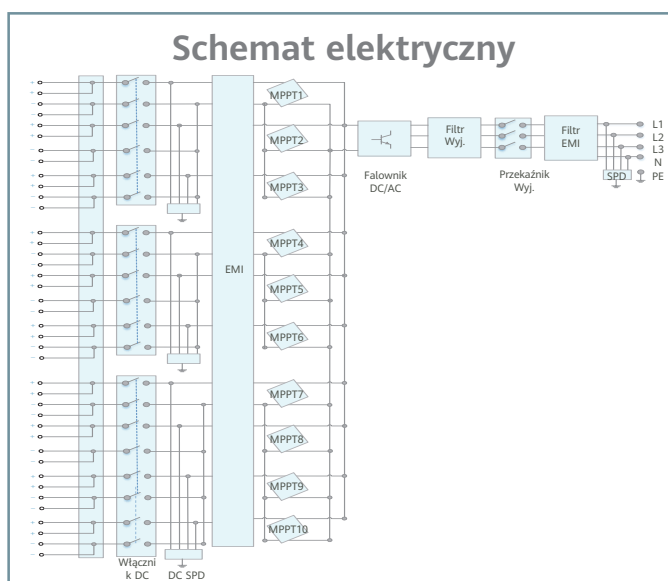 Schemat elektryczny
MPPT1
MPPT2
MPPT3
MPPT4
MPPT5
MPPT6
MPPT7
MPPT8
MPPT9
MPPT10
EMI
Włączni
k DC
DC SPD
Falownik
DC/AC
Filtr
Wyj.
Przekaźnik
Wyj.
Filtr
EMI
SPD
L1
L2
L3
N
PE